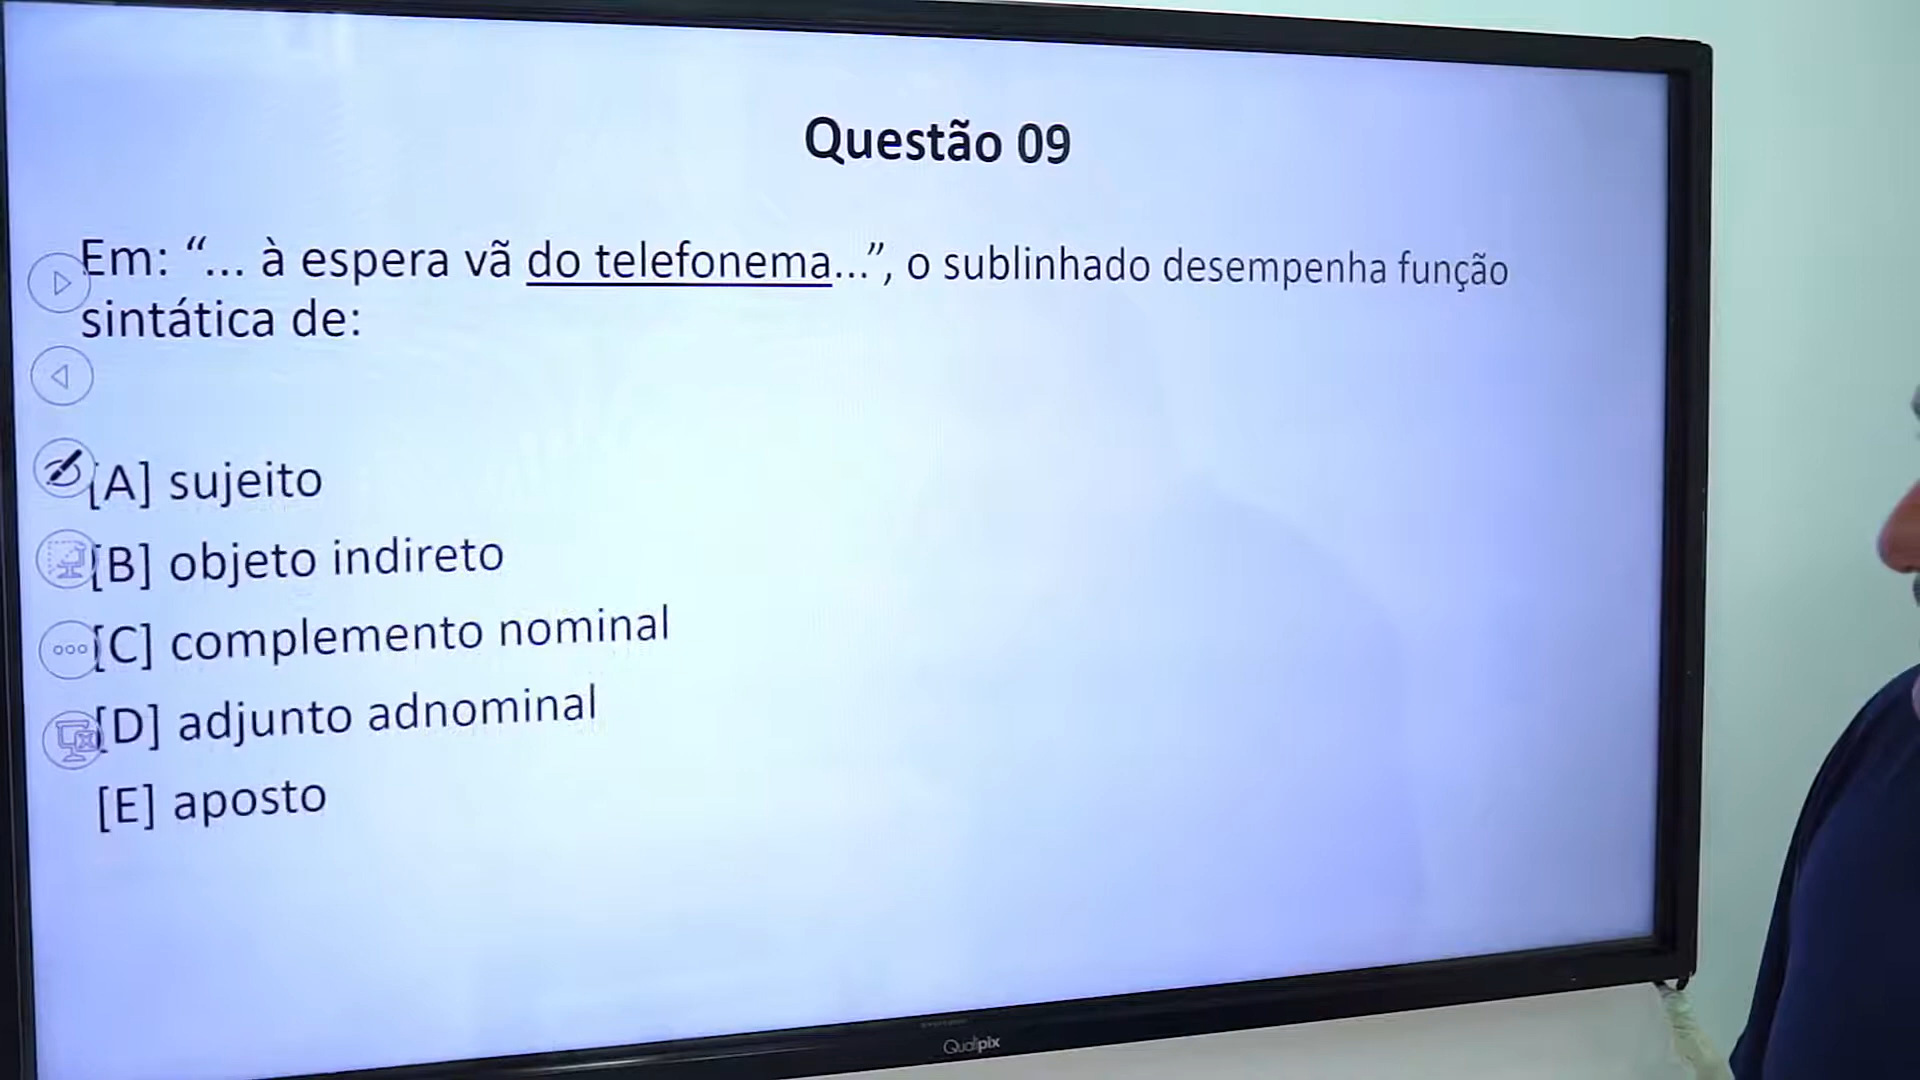 Questão 09
Em: “... à espera vã do telefonema...”, o sublinhado desempenha função
sintática de:
[A] sujeito
[B] objeto indireto
[C] complemento nominal
[D] adjunto adnominal
[E] aposto
Qualipix